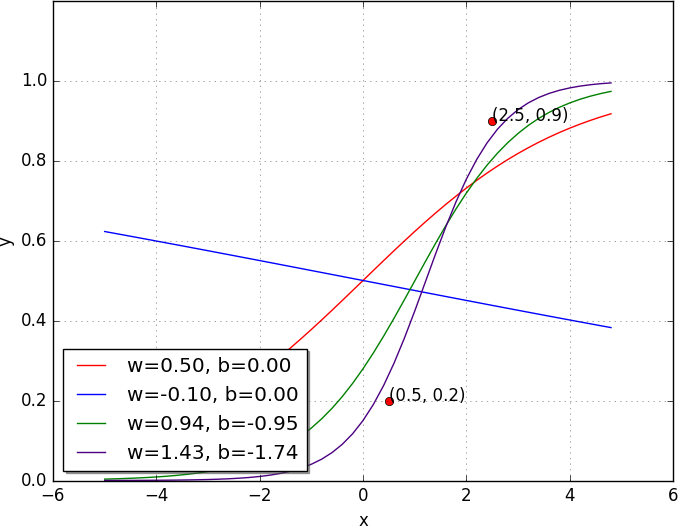 1.0
(2.5, 0.9)
0.8
0.6
y
0.4
w=0.50, b=0.00
w=-0.10, b=0.00
w=0.94, b=-0.95
w=1.43, b=-1.74
(0.5, 0.2)
0.2
0.0
−6 −4 −2 0 2 4 6
x